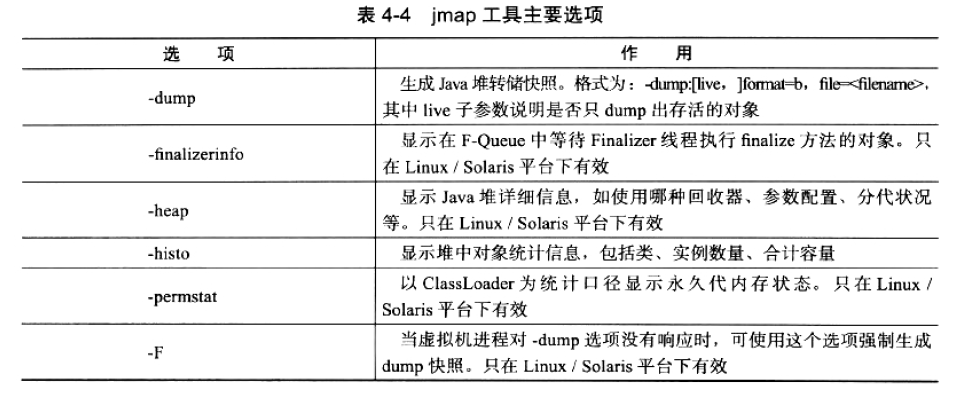 表 4-4 jmap 工具主要选项
选 项 作 用
-dump
生成 Java 堆转储快照。格式为：-dump:[live，]format=b，file=<filename>，
其中 live 子参数说明是否只 dump 出存活的对象
-finalizerinfo
显示在 F-Queue 中等待 Finalizer 线程执行 finalize 方法的对象。只
在 Linux / Solaris 平台下有效
-heap
显示 Java 堆详细信息，如使用哪种回收器、参数配置、分代状况
等。只在 Linux / Solaris 平台下有效
-histo
显示堆中对象统计信息，包括类、实例数量、合计容量
-permstat
以 ClassLoader 为统计口径显示永久代内存状态。只在 Linux /
Solaris 平台下有效
-F
当虚拟机进程对 -dump 选项没有响应时，可使用这个选项强制生成
dump 快照。只在 Linux / Solaris 平台下有效